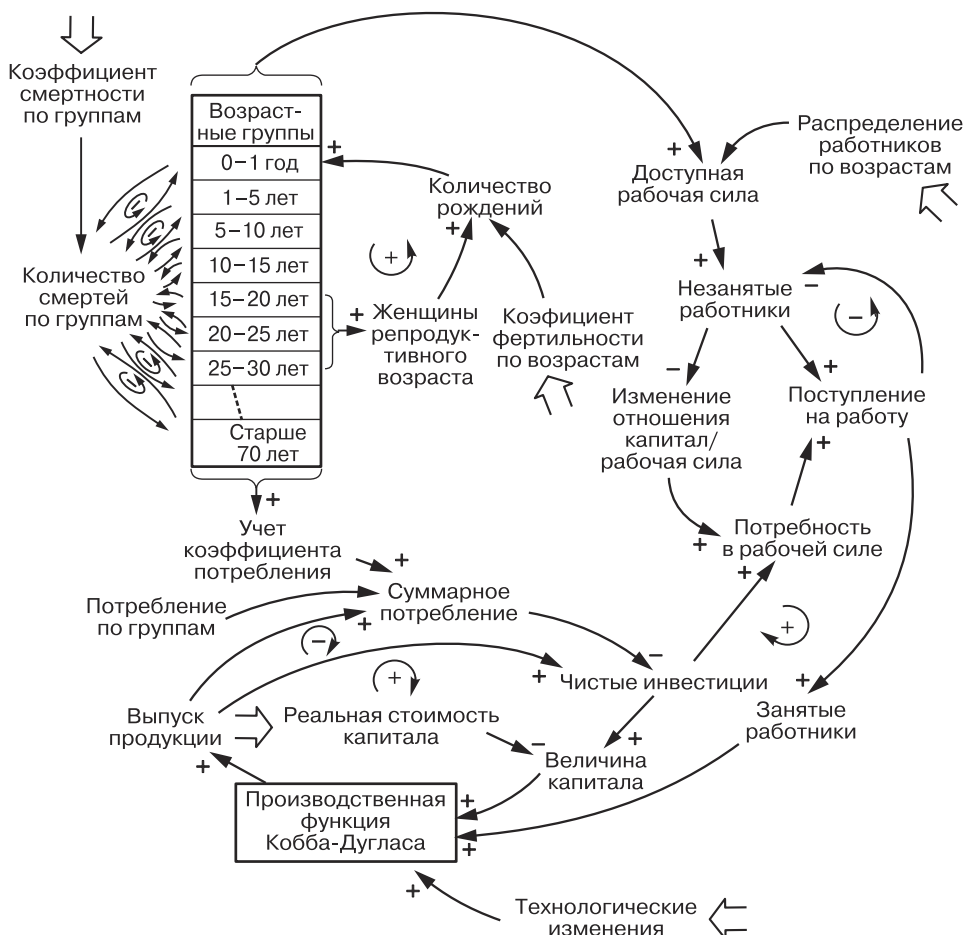 Коэффициент
смертности
по группам
Возраст-
ные группы
0–1 год
1–5 лет
5–10 лет
10–15 лет
15–20 лет
20–25 лет
25–30 лет
Старше
70 лет
Количество
смертей
по группам
+
Количество
рождений
+
+
+
Женщины
репродук-
тивного
возраста
Коэфициент
фертильности
по возрастам
+
Доступная
рабочая сила
Распределение
работников
по возрастам
+
Незанятые
работники
–
–
–
+
Изменение
отношения
капитал/
рабочая сила
Поступление
на работу
+
+
Потребность
в рабочей силе
+
+
+
Учет
коэффициента
потребления
+
Потребление
по группам
Суммарное
потребление
+
–
–
+
Чистые инвестиции
+
+
Занятые
работники
Выпуск
продукции
+
Реальная стоимость
капитала
–
+
Величина
капитала
+
Производственная
функция
Кобба-Дугласа
+
+
+
Технологические
изменения